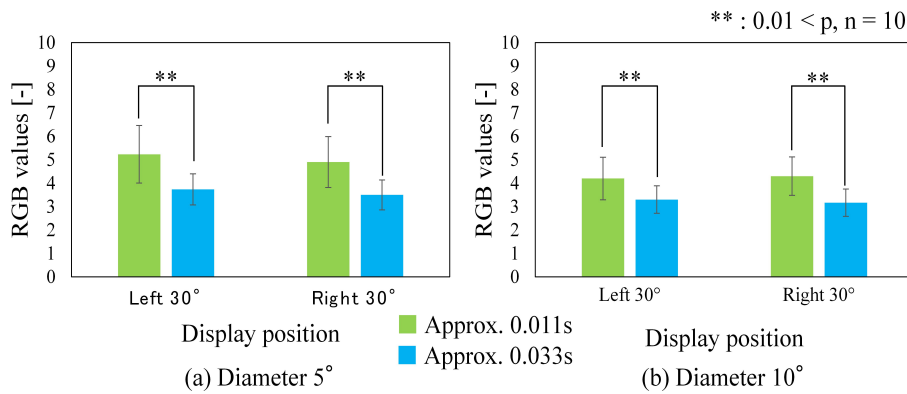 ** : 0.01 < p, n = 10
RGB values [-]
10
9
8
7
6
5
4
3
2
1
0
**
**
Left 30°
Right 30°
Display position
(a) Diameter 5°
RGB values [-]
10
9
8
7
6
5
4
3
2
1
0
**
**
Left 30°
Right 30°
Display position
(b) Diameter 10°
Approx. 0.011s
Approx. 0.033s